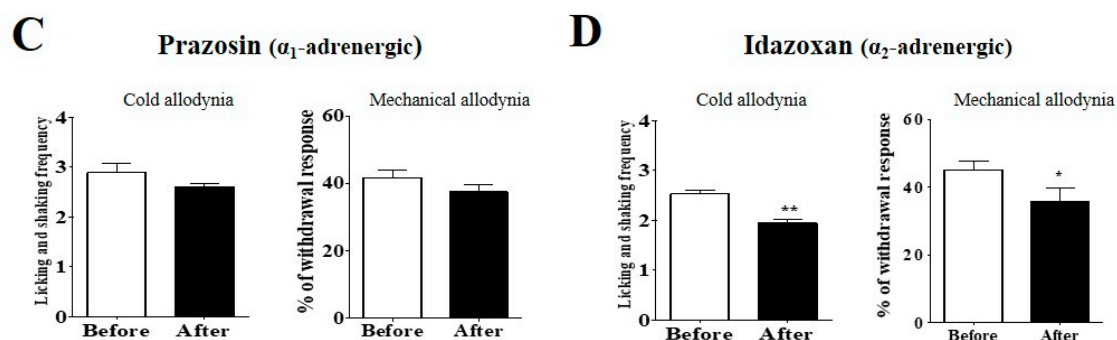 C
Prazosin (α₁-adrenergic)
Cold allodynia
Licking and shaking frequency
4
3
2
1
0
Before After
Mechanical allodynia
% of withdrawal response
60
40
20
0
Before After
D
Idazoxan (α₂-adrenergic)
Cold allodynia
Licking and shaking frequency
4
3
2
1
0
**
Before After
Mechanical allodynia
% of withdrawal response
60
40
20
0
*
Before After